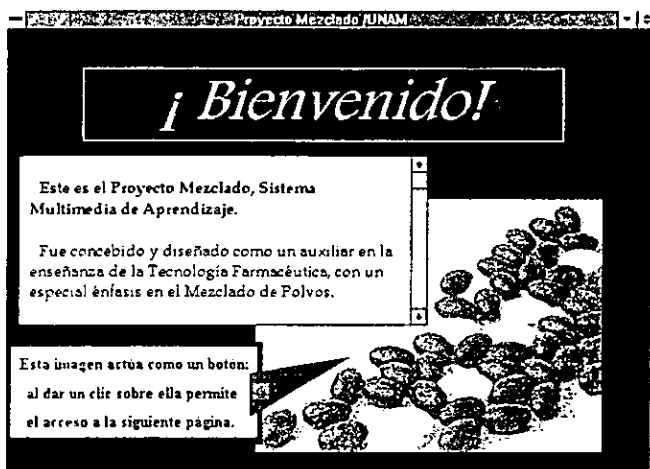 Proyecto Mezclado /UNAM
¡ Bienvenido!
Este es el Proyecto Mezclado, Sistema
Multimedia de Aprendizaje.
Fue concebido y diseñado como un auxiliar en la
enseñanza de la Tecnología Farmacéutica, con un
especial énfasis en el Mezclado de Polvos.
Esta imagen actúa como un botón:
al dar un clic sobre ella permite
el acceso a la siguiente página.